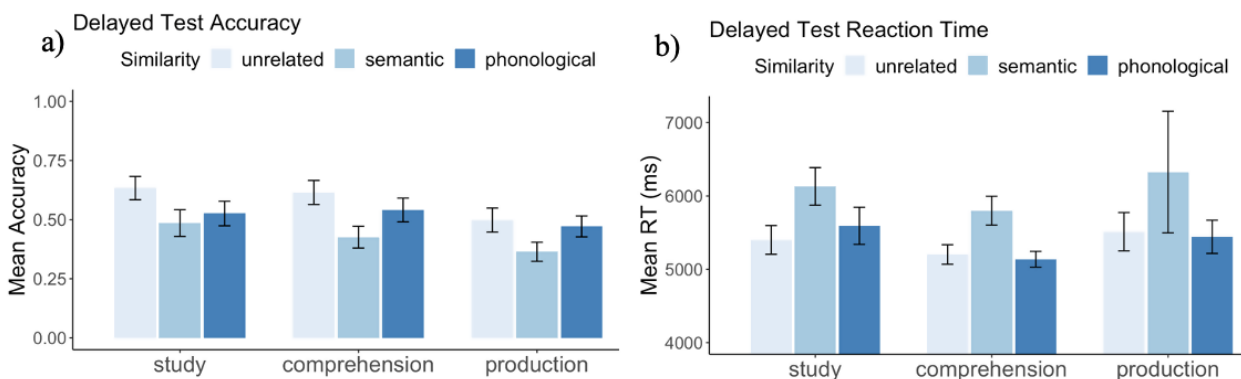 a)
Delayed Test Accuracy
Similarity unrelated semantic phonological
Mean Accuracy
1.00
0.75
0.50
0.25
0.00
study comprehension production
b)
Delayed Test Reaction Time
Similarity unrelated semantic phonological
Mean RT (ms)
7000
6000
5000
4000
study comprehension production